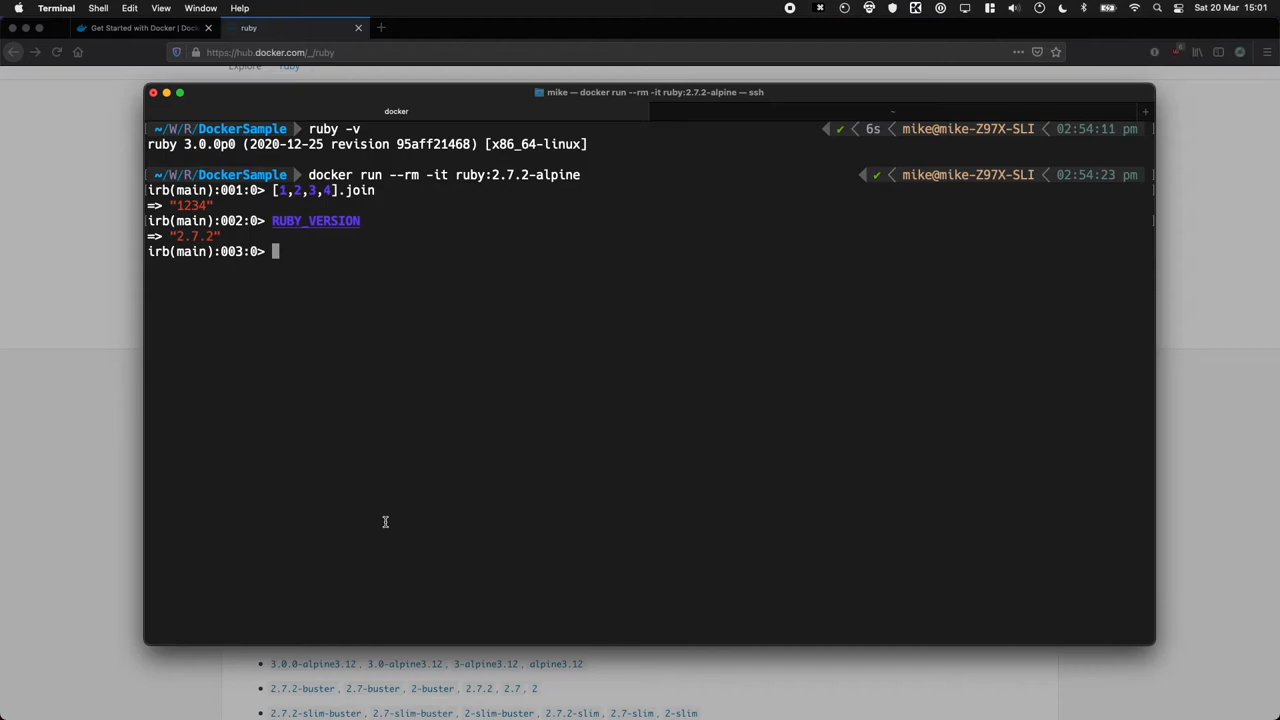 Terminal Shell Edit View Window Help Sat 20 Mar 15:01
Get Started with Docker | Doc ruby
https://hub.docker.com/_/ruby
Explore ruby
mike — docker run --rm -it ruby:2.7.2-alpine — ssh
docker ~
~/W/R/DockerSample ruby -v ✔ 6s mike@mike-Z97X-SLI 02:54:11 pm
ruby 3.0.0p0 (2020-12-25 revision 95aff21468) [x86_64-linux]
~/W/R/DockerSample docker run --rm -it ruby:2.7.2-alpine ✔ mike@mike-Z97X-SLI 02:54:23 pm
irb(main):001:0> [1,2,3,4].join
=> "1234"
irb(main):002:0> RUBY_VERSION
=> "2.7.2"
irb(main):003:0>
3.0.0-alpine3.12, 3.0-alpine3.12, 3-alpine3.12, alpine3.12
2.7.2-buster, 2.7-buster, 2-buster, 2.7.2, 2.7, 2
2.7.2-slim-buster, 2.7-slim-buster, 2-slim-buster, 2.7.2-slim, 2.7-slim, 2-slim